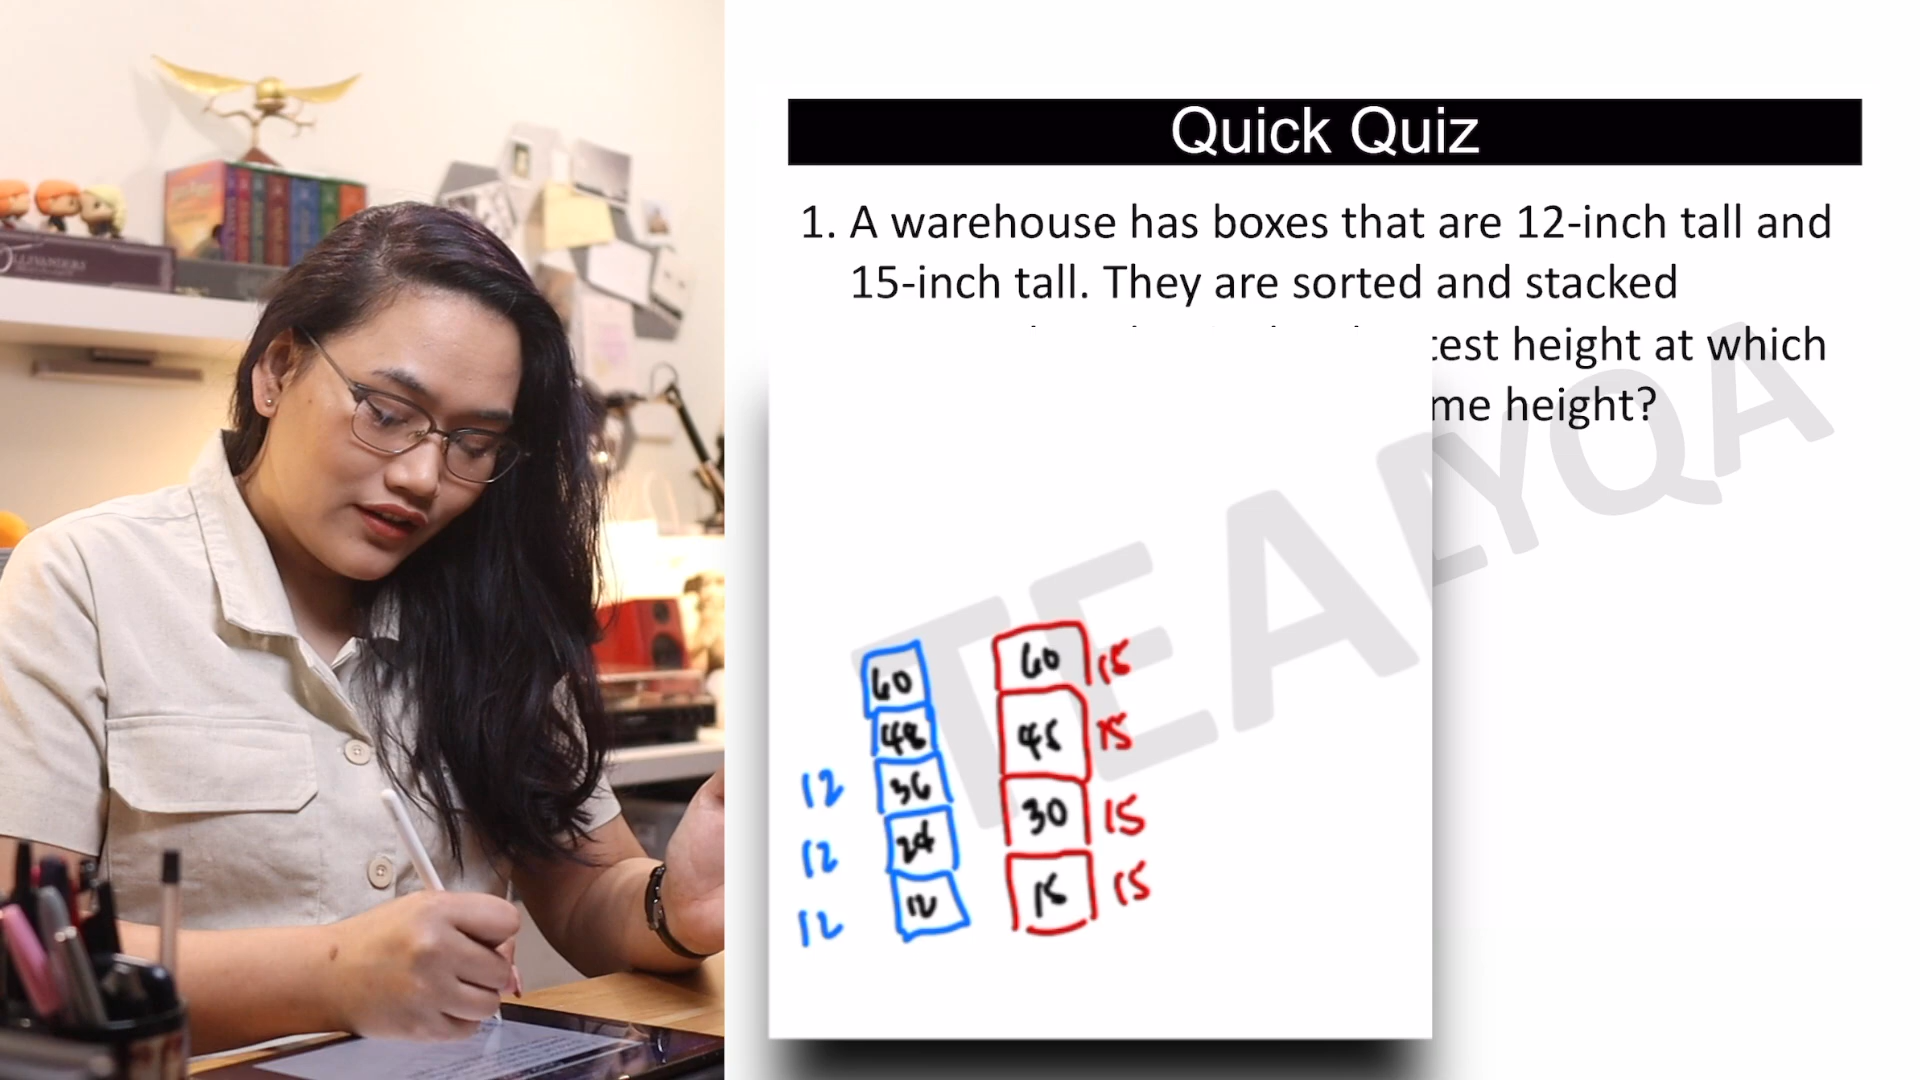 OLLIVANDERS
Quick Quiz
1. A warehouse has boxes that are 12-inch tall and
15-inch tall. They are sorted and stacked
test height at which
me height?
TEALYQA
60 60 15
48 45 15
12 36 30 15
12 24 15 15
12 12